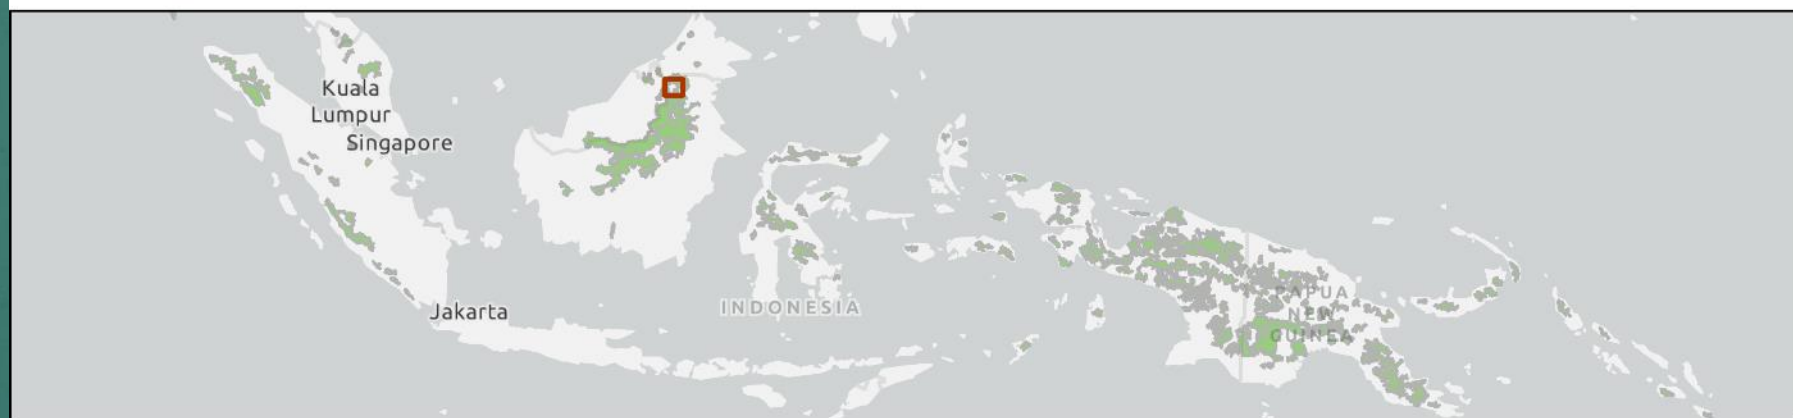 Kuala
Lumpur
Singapore
Jakarta
INDONESIA
PAPUA
NEW
GUINEA